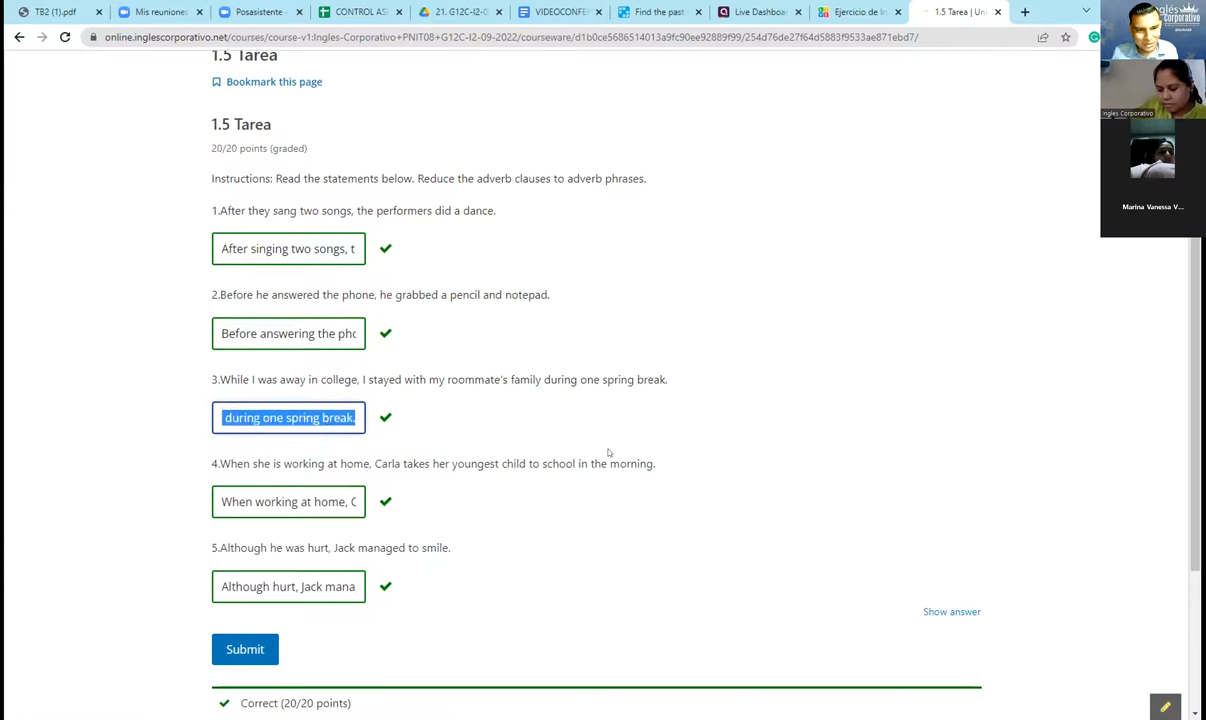 TB2 (1).pdf
Mis reuniones
Posasistente -
CONTROL AS
21. G12C-I2-0
VIDEOCONFE
Find the past
Live Dashboa
Ejercicio de In
1.5 Tarea | Un
online.inglescorporativo.net/courses/course-v1:Ingles-Corporativo+PNIT08+G12C-I2-09-2022/courseware/d1b0ce5686514013a9fc90ee92889f99/254d76de27f64d5883f9533ae871ebd7/
1.5 Tarea
Bookmark this page
1.5 Tarea
20/20 points (graded)
Instructions: Read the statements below. Reduce the adverb clauses to adverb phrases.
1.After they sang two songs, the performers did a dance.
After singing two songs, t
2.Before he answered the phone, he grabbed a pencil and notepad.
Before answering the pho
3.While I was away in college, I stayed with my roommate's family during one spring break.
during one spring break.
4.When she is working at home, Carla takes her youngest child to school in the morning.
When working at home, C
5.Although he was hurt, Jack managed to smile.
Although hurt, Jack mana
Show answer
Submit
Correct (20/20 points)
Inglés
Corporativo
Ingles Corporativo
Marina Vanessa V...